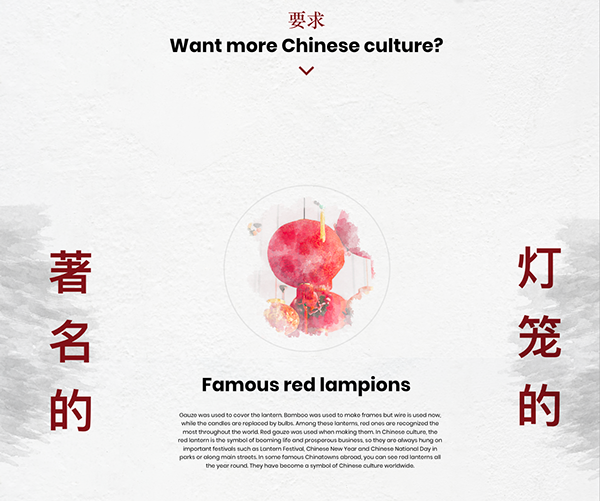 要求
Want more Chinese culture?
著名的
灯笼的
Famous red lampions
Gauze was used to cover the lantern. Bamboo was used to make frames but wire is used now,
while the candles are replaced by bulbs. Among these lanterns, red ones are recognized the
most throughout the world. Red gauze was used when making them. In Chinese culture, the
red lantern is the symbol of booming life and prosperous business, so they are always hung on
important festivals such as Lantern Festival, Chinese New Year and Chinese National Day in
parks or along main streets. In some famous Chinatowns abroad, you can see red lanterns all
the year round. They have become a symbol of Chinese culture worldwide.